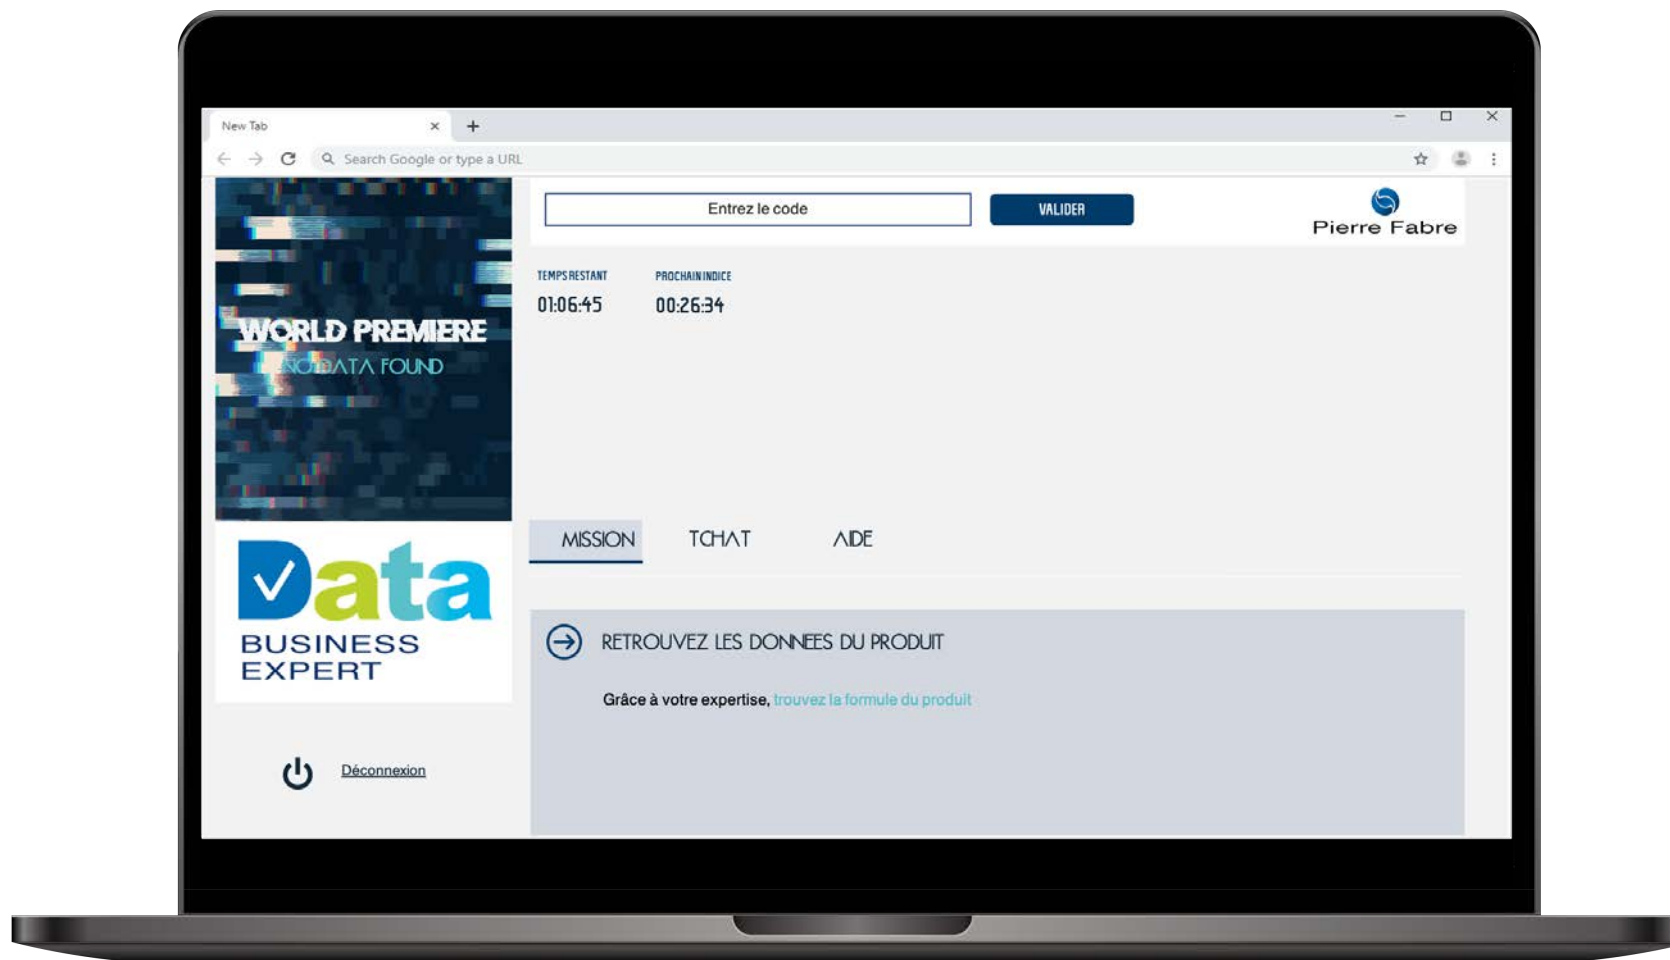 New Tab
Search Google or type a URL
Entrez le code
VALIDER
Pierre Fabre
TEMPS RESTANT
PROCHAIN INDICE
01:06:45
00:26:34
WORLD PREMIERE
NO DATA FOUND
MISSION
TCHAT
AIDE
Data
BUSINESS
EXPERT
RETROUVEZ LES DONNEES DU PRODUIT
Grâce à votre expertise, trouvez la formule du produit
Déconnexion